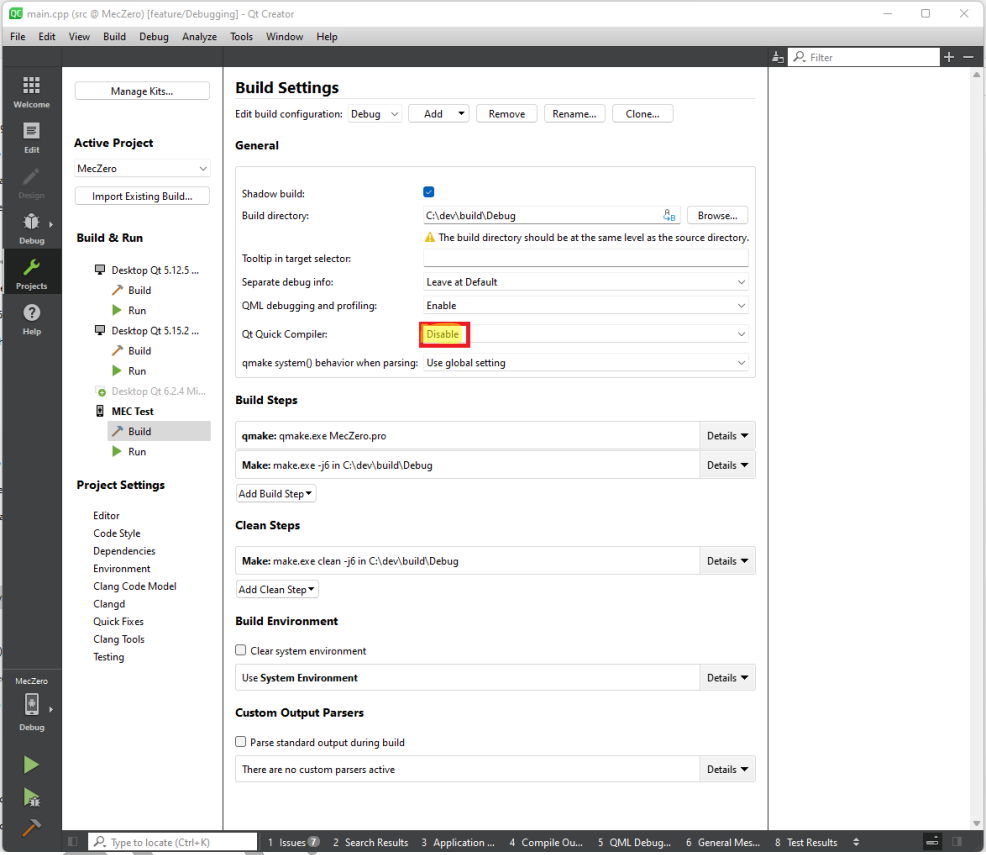 main.cpp (src @ MecZero) [feature/Debugging] - Qt Creator
File Edit View Build Debug Analyze Tools Window Help
Filter
Welcome
Edit
Design
Debug
Projects
Help
Manage Kits...
Active Project
MecZero
Import Existing Build...
Build & Run
Desktop Qt 5.12.5 ...
Build
Run
Desktop Qt 5.15.2 ...
Build
Run
Desktop Qt 6.2.4 Mi...
MEC Test
Build
Run
Project Settings
Editor
Code Style
Dependencies
Environment
Clang Code Model
Clangd
Quick Fixes
Clang Tools
Testing
MecZero
Debug
Build Settings
Edit build configuration: Debug Add Remove Rename... Clone...
General
Shadow build:
Build directory: C:\dev\build\Debug Browse...
The build directory should be at the same level as the source directory.
Tooltip in target selector:
Separate debug info: Leave at Default
QML debugging and profiling: Enable
Qt Quick Compiler: Disable
qmake system() behavior when parsing: Use global setting
Build Steps
qmake: qmake.exe MecZero.pro Details
Make: make.exe -j6 in C:\dev\build\Debug Details
Add Build Step
Clean Steps
Make: make.exe clean -j6 in C:\dev\build\Debug Details
Add Clean Step
Build Environment
Clear system environment
Use System Environment Details
Custom Output Parsers
Parse standard output during build
There are no custom parsers active Details
Type to locate (Ctrl+K) 1 Issues 7 2 Search Results 3 Application ... 4 Compile Ou... 5 QML Debug... 6 General Mes... 8 Test Results